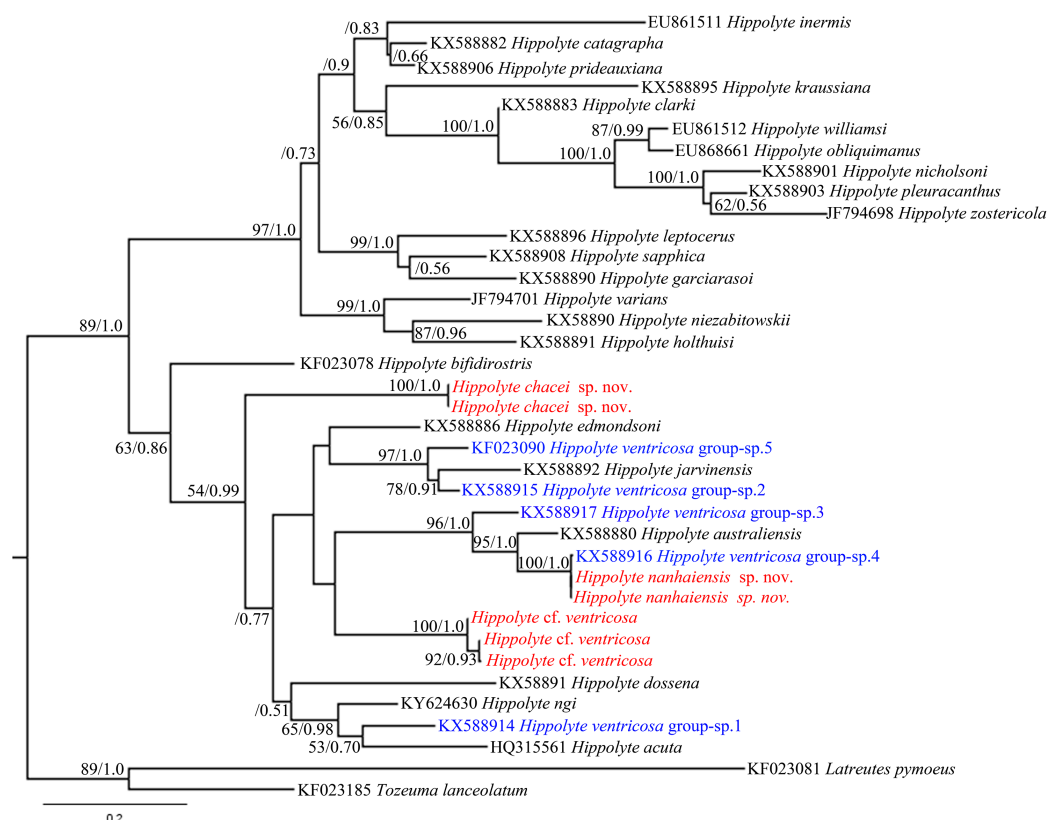 /0.83
EU861511 Hippolyte inermis
KX588882 Hippolyte catagrapha
/0.66
/0.9
KX588906 Hippolyte prideauxiana
KX588895 Hippolyte kraussiana
56/0.85
KX588883 Hippolyte clarki
100/1.0
87/0.99
EU861512 Hippolyte williamsi
/0.73
100/1.0
EU868661 Hippolyte obliquimanus
KX588901 Hippolyte nicholsoni
100/1.0
KX588903 Hippolyte pleuracanthus
62/0.56
JF794698 Hippolyte zostericola
97/1.0
99/1.0
KX588896 Hippolyte leptocerus
KX588908 Hippolyte sapphica
/0.56
KX588890 Hippolyte garciarasoi
99/1.0
JF794701 Hippolyte varians
KX58890 Hippolyte niezabitowskii
89/1.0
87/0.96
KX588891 Hippolyte holthuisi
KF023078 Hippolyte bifidirostris
100/1.0
Hippolyte chacei sp. nov.
Hippolyte chacei sp. nov.
KX588886 Hippolyte edmondsoni
63/0.86
KF023090 Hippolyte ventricosa group-sp.5
97/1.0
KX588892 Hippolyte jarvinensis
54/0.99
78/0.91
KX588915 Hippolyte ventricosa group-sp.2
KX588917 Hippolyte ventricosa group-sp.3
96/1.0
KX588880 Hippolyte australiensis
95/1.0
KX588916 Hippolyte ventricosa group-sp.4
100/1.0
Hippolyte nanhaiensis sp. nov.
Hippolyte nanhaiensis sp. nov.
/0.77
Hippolyte cf. ventricosa
100/1.0
Hippolyte cf. ventricosa
92/0.93
Hippolyte cf. ventricosa
KX58891 Hippolyte dossena
/0.51
KY624630 Hippolyte ngi
65/0.98
KX588914 Hippolyte ventricosa group-sp.1
53/0.70
HQ315561 Hippolyte acuta
89/1.0
KF023081 Latreutes pymoeus
KF023185 Tozeuma lanceolatum
0.2